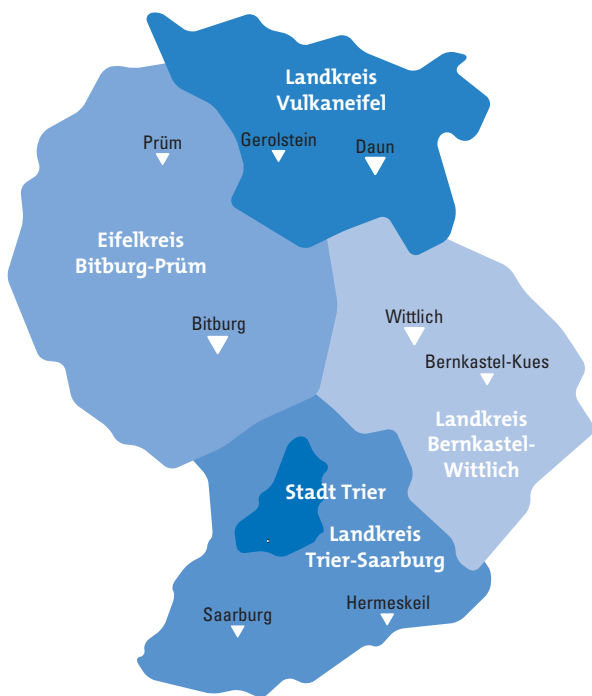 Landkreis
Vulkaneifel
Prüm
Gerolstein
Daun
Eifelkreis
Bitburg-Prüm
Bitburg
Wittlich
Bernkastel-Kues
Landkreis
Bernkastel-
Wittlich
Stadt Trier
Landkreis
Trier-Saarburg
Saarburg
Hermeskeil